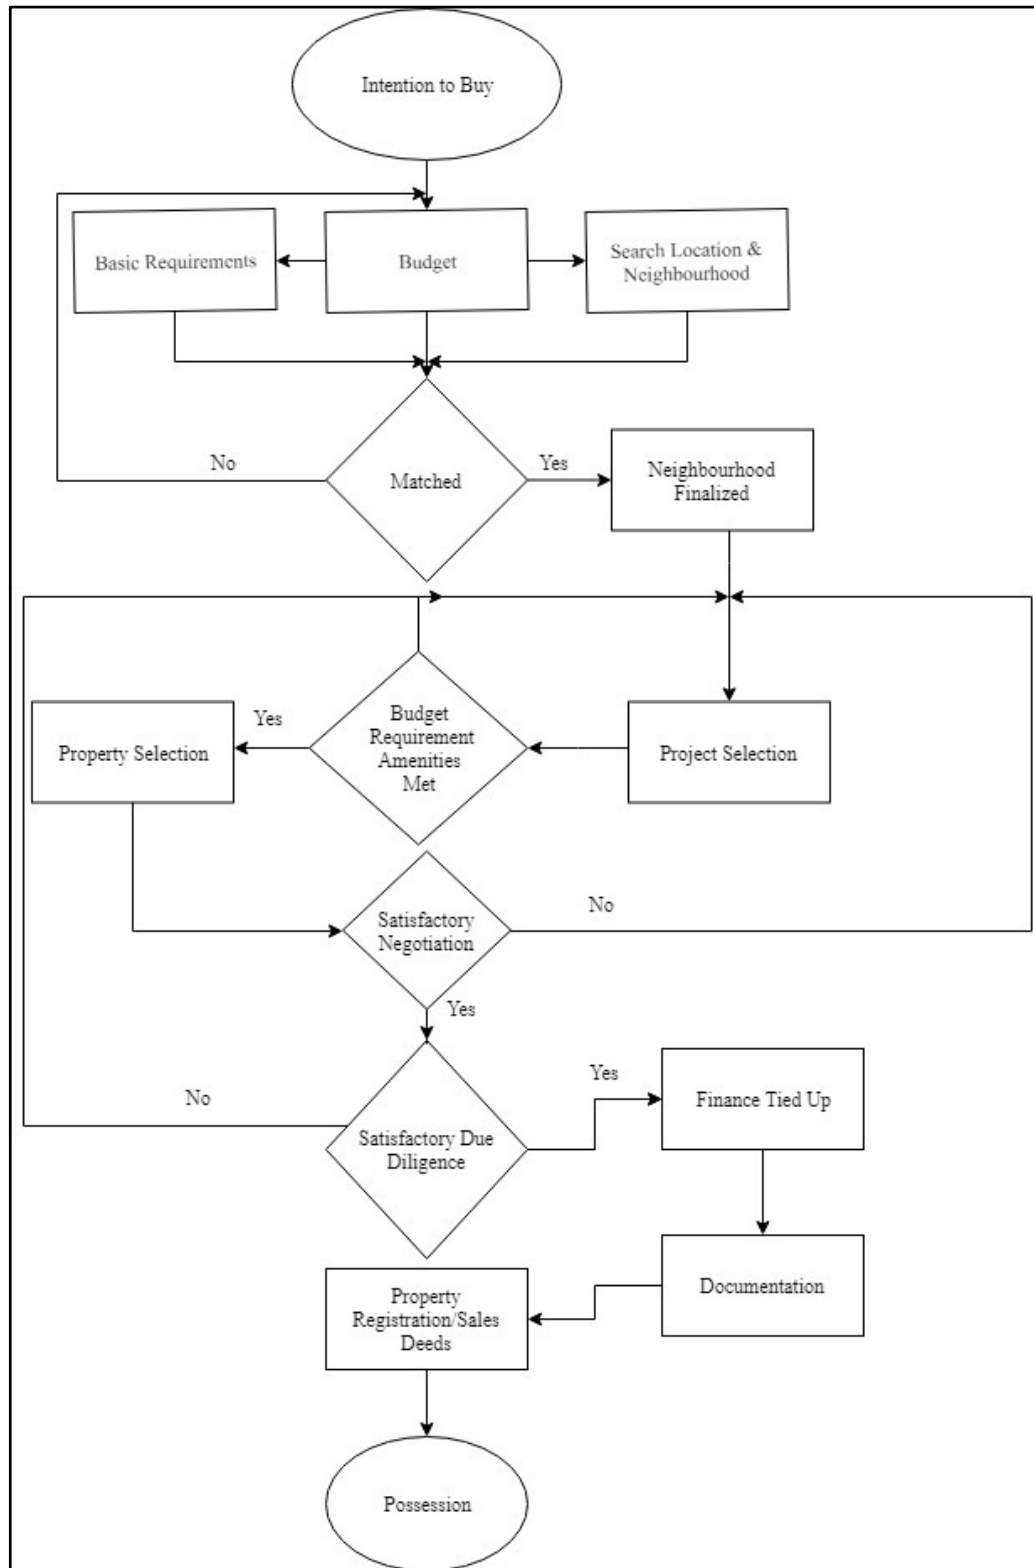 Intention to Buy
Basic Requirements
Budget
Search Location &
Neighbourhood
No
Matched
Yes
Neighbourhood
Finalized
Property Selection
Yes
Budget
Requirement
Amenities
Met
Project Selection
Satisfactory
Negotiation
No
Yes
No
Satisfactory Due
Diligence
Yes
Finance Tied Up
Property
Registration/Sales
Deeds
Documentation
Possession